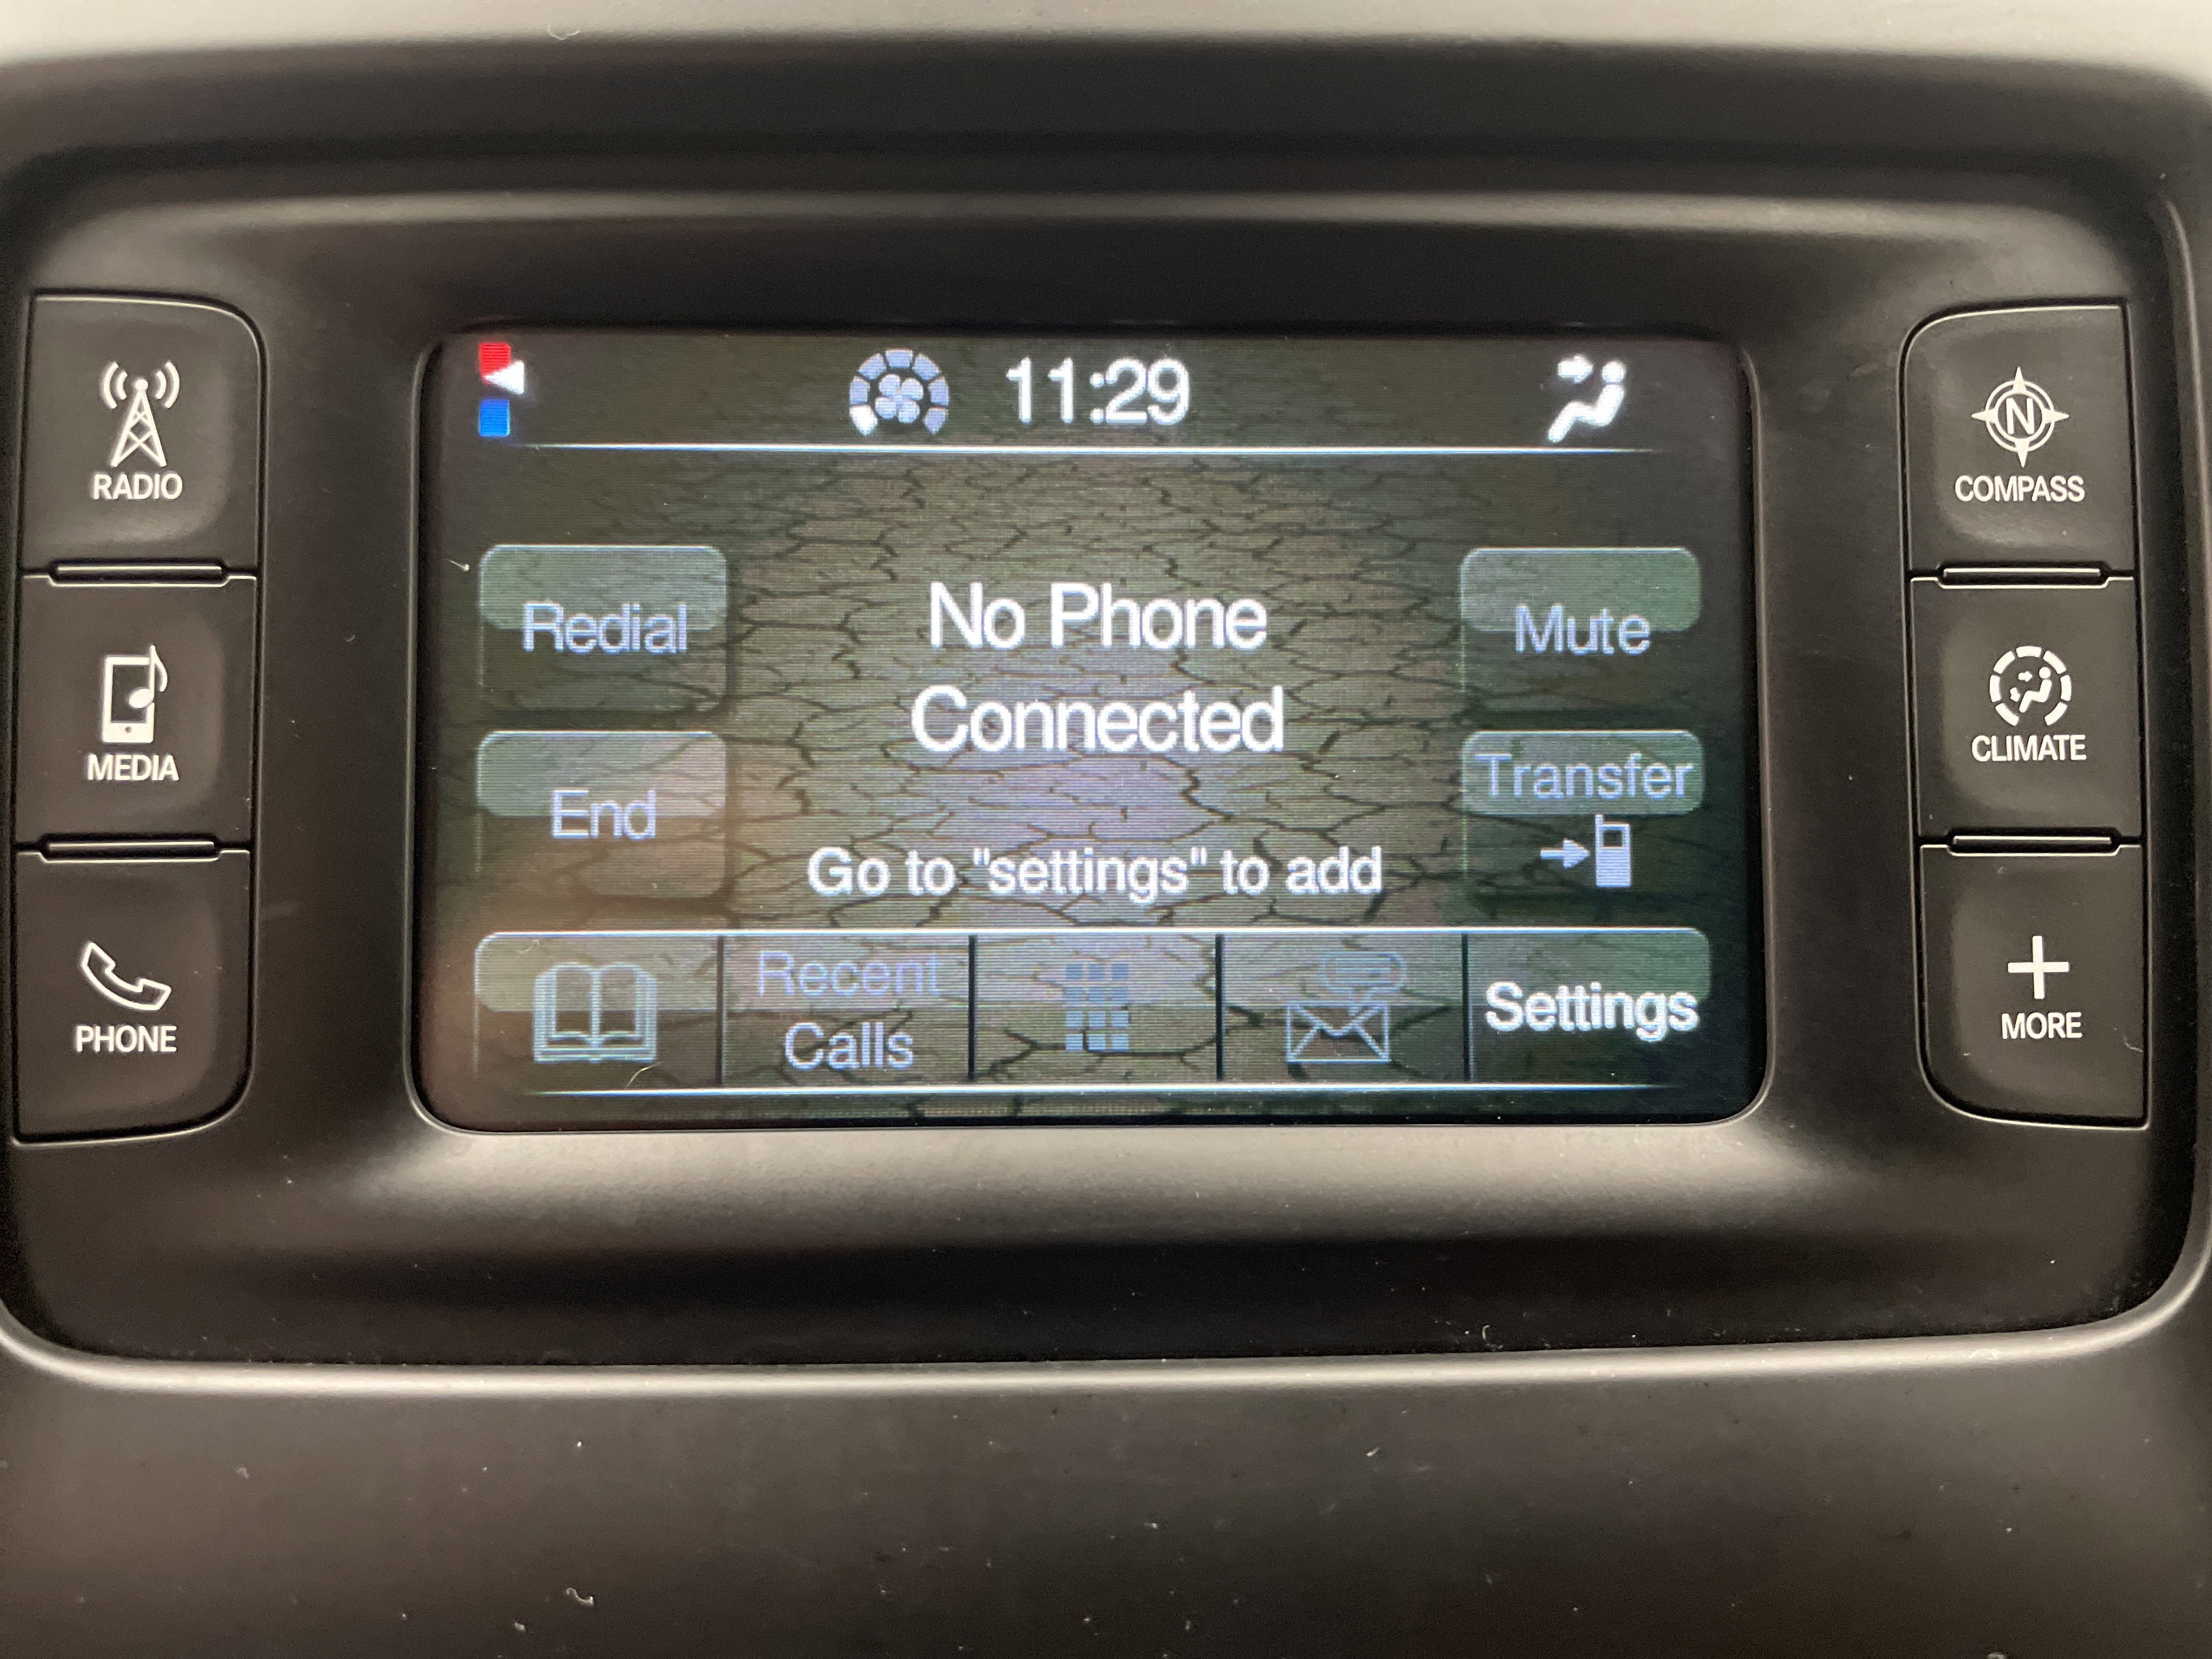 11:29
RADIO
N
COMPASS
Redial
No Phone
Connected
Mute
MEDIA
CLIMATE
End
Transfer
Go to "settings" to add
Recent
Calls
Settings
PHONE
MORE